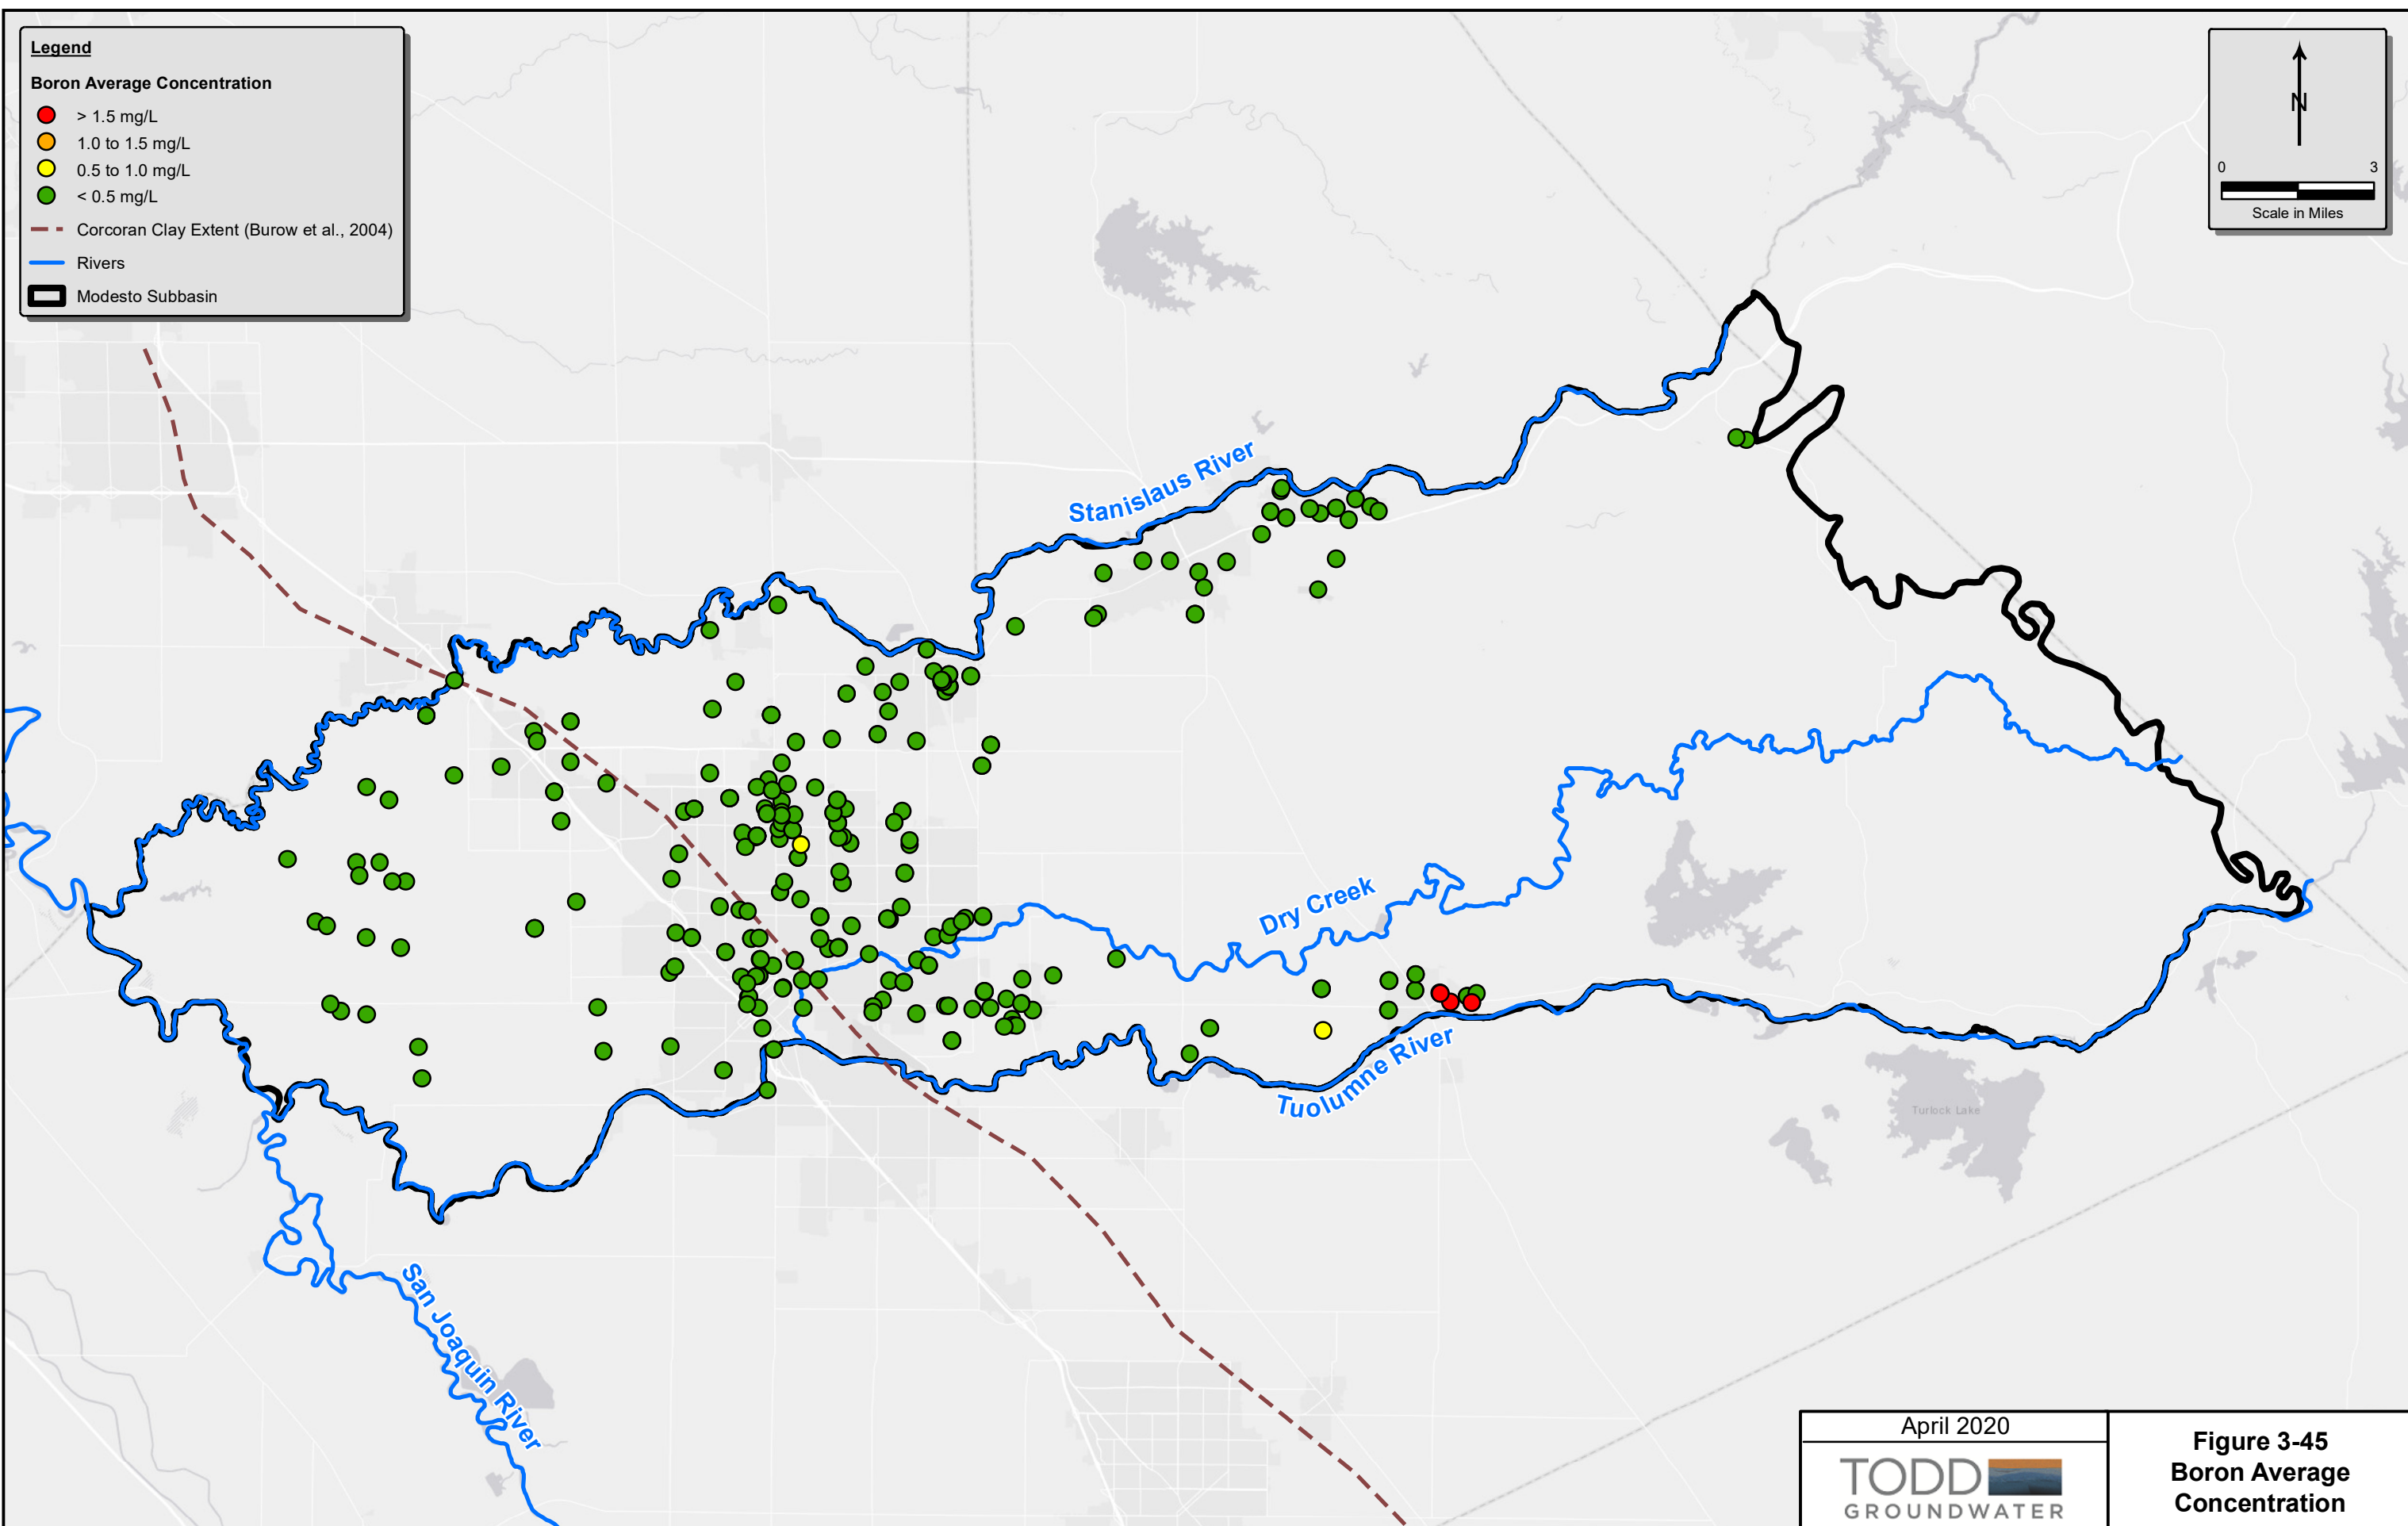 Legend
Boron Average Concentration
> 1.5 mg/L
1.0 to 1.5 mg/L
0.5 to 1.0 mg/L
< 0.5 mg/L
Corcoran Clay Extent (Burow et al., 2004)
Rivers
Modesto Subbasin
N
0 3
Scale in Miles
Stanislaus River
Dry Creek
Tuolumne River
Turlock Lake
San Joaquin River
April 2020
TODD
GROUNDWATER
Figure 3-45
Boron Average
Concentration